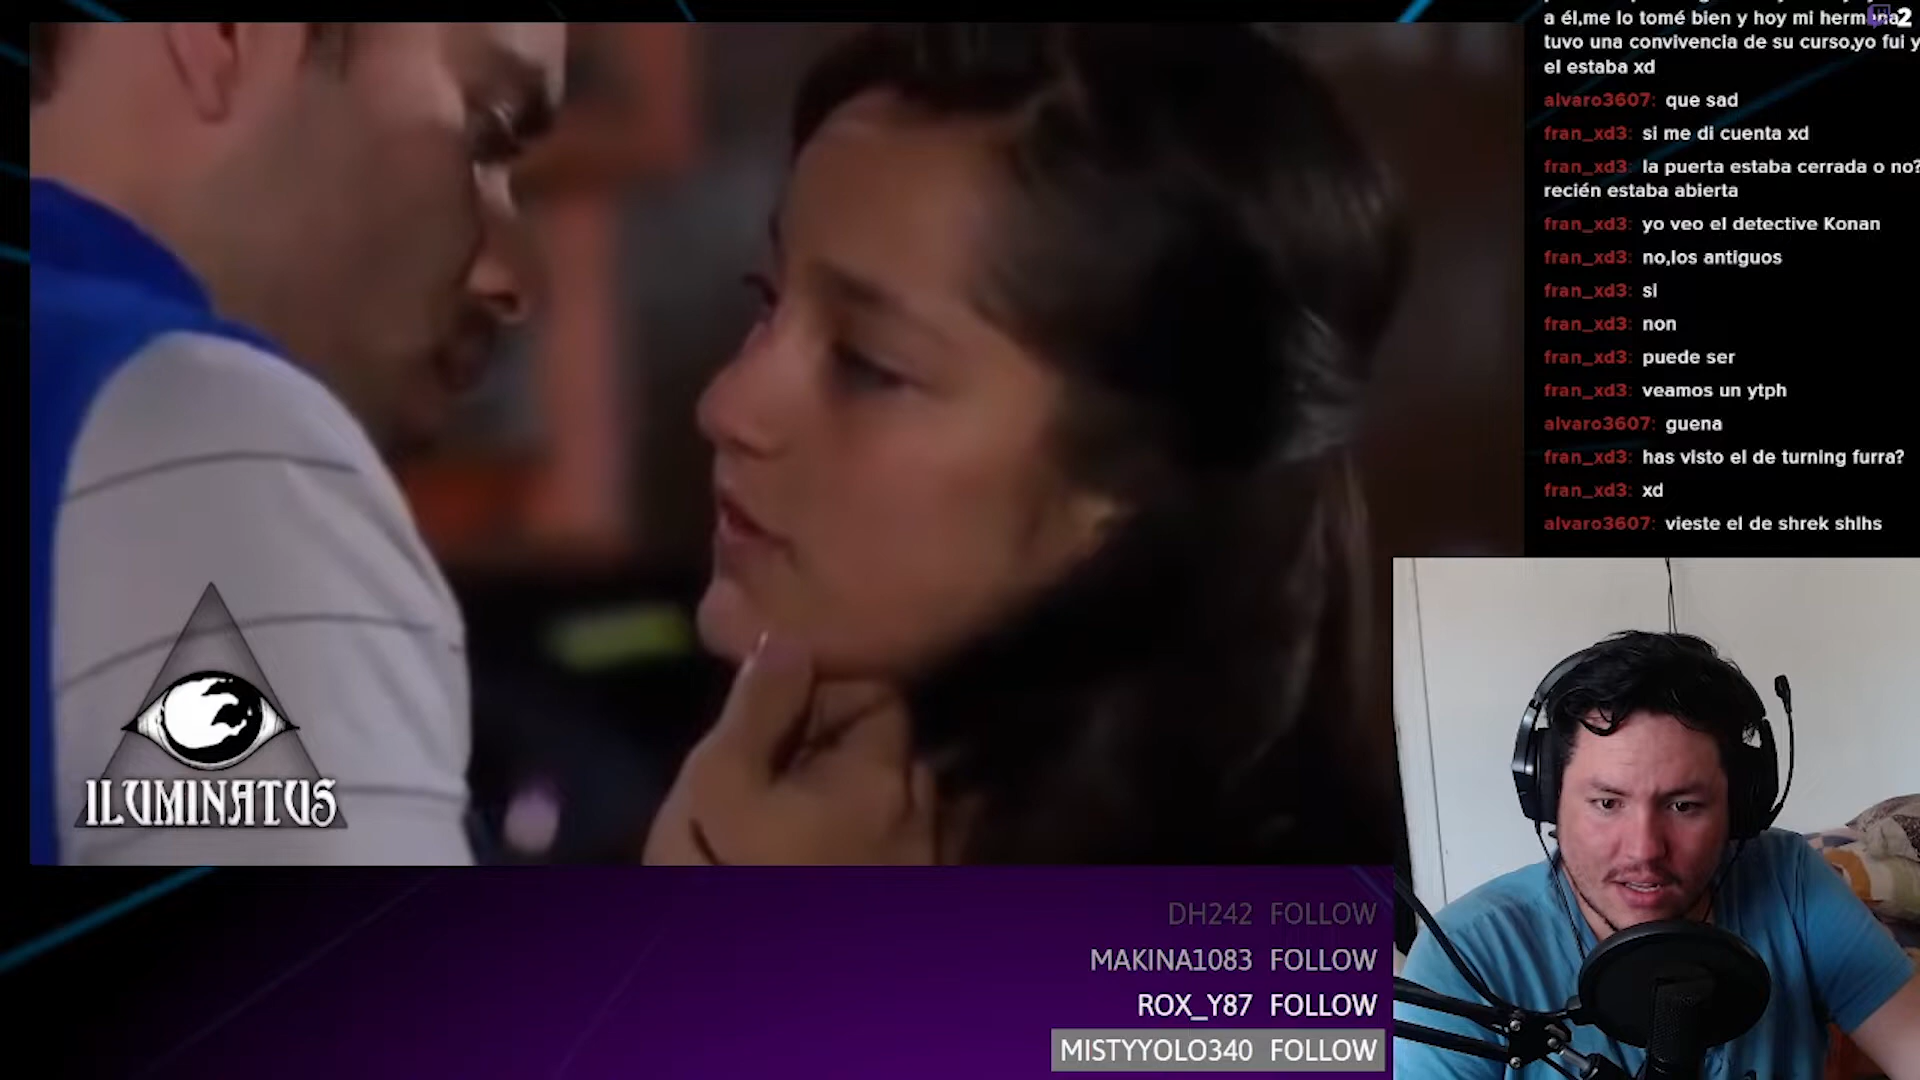 2
a él,me lo tomé bien y hoy mi hermana
tuvo una convivencia de su curso,yo fui y
el estaba xd
alvaro3607: que sad
fran_xd3: si me di cuenta xd
fran_xd3: la puerta estaba cerrada o no?
recién estaba abierta
fran_xd3: yo veo el detective Konan
fran_xd3: no,los antiguos
fran_xd3: si
fran_xd3: non
fran_xd3: puede ser
fran_xd3: veamos un ytph
alvaro3607: guena
fran_xd3: has visto el de turning furra?
fran_xd3: xd
alvaro3607: vieste el de shrek shlhs
ILUMINATUS
DH242 FOLLOW
MAKINA1083 FOLLOW
ROX_Y87 FOLLOW
MISTYYOLO340 FOLLOW